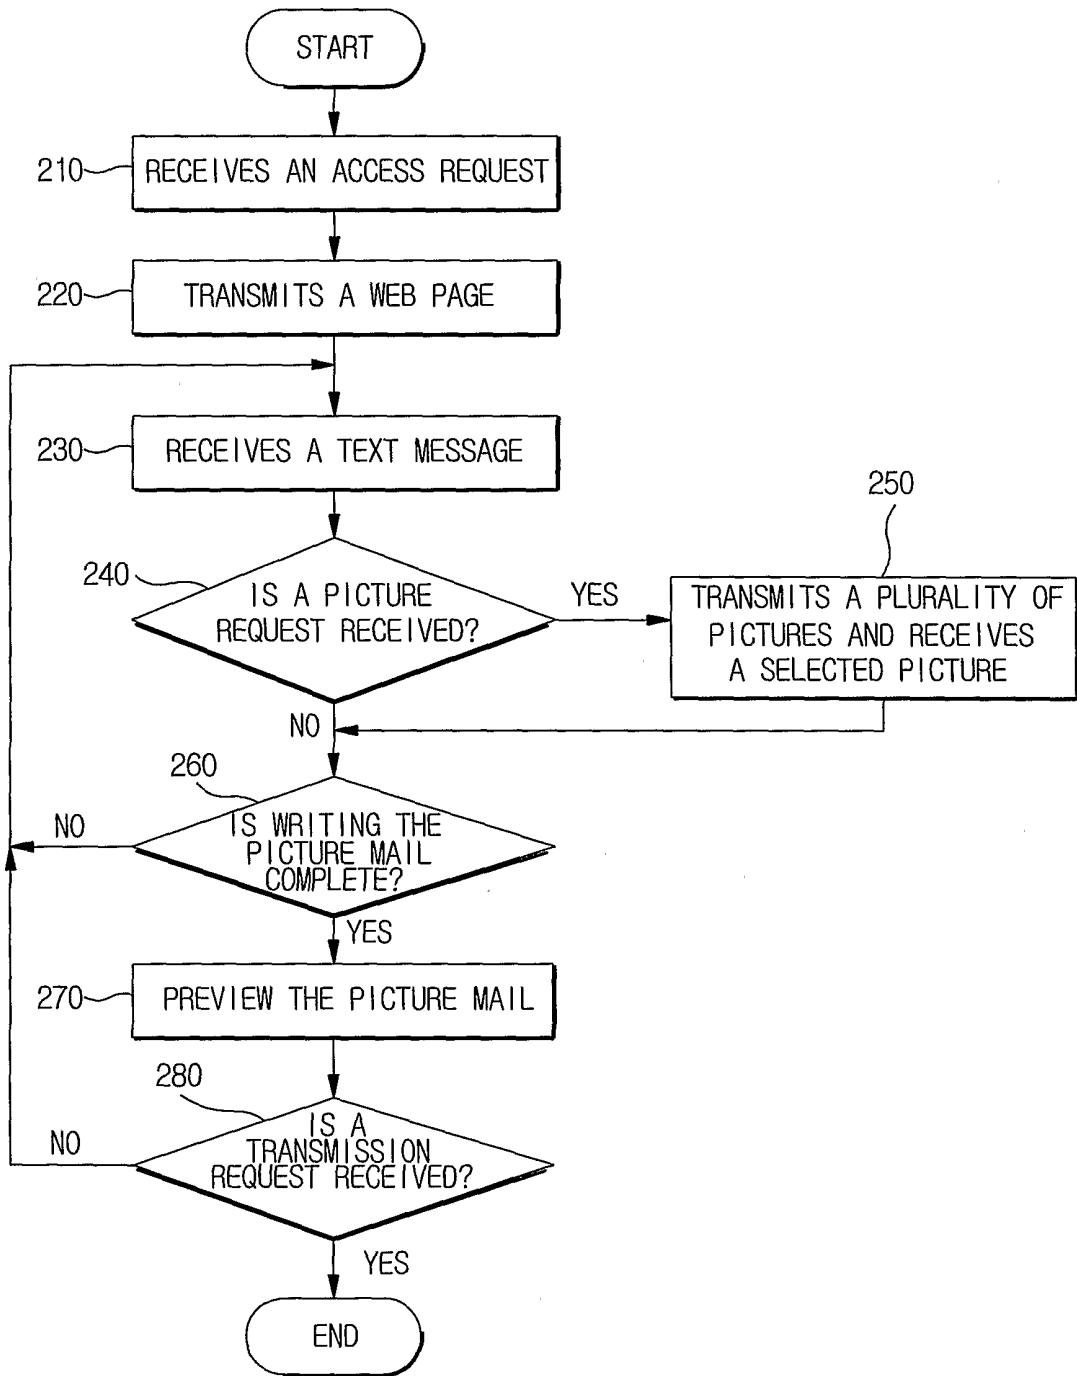 START
210
RECEIVES AN ACCESS REQUEST
220
TRANSMITS A WEB PAGE
230
RECEIVES A TEXT MESSAGE
240
IS A PICTURE
REQUEST RECEIVED?
YES
250
TRANSMITS A PLURALITY OF
PICTURES AND RECEIVES
A SELECTED PICTURE
NO
260
IS WRITING THE
PICTURE MAIL
COMPLETE?
NO
YES
270
PREVIEW THE PICTURE MAIL
280
IS A
TRANSMISSION
REQUEST RECEIVED?
NO
YES
END